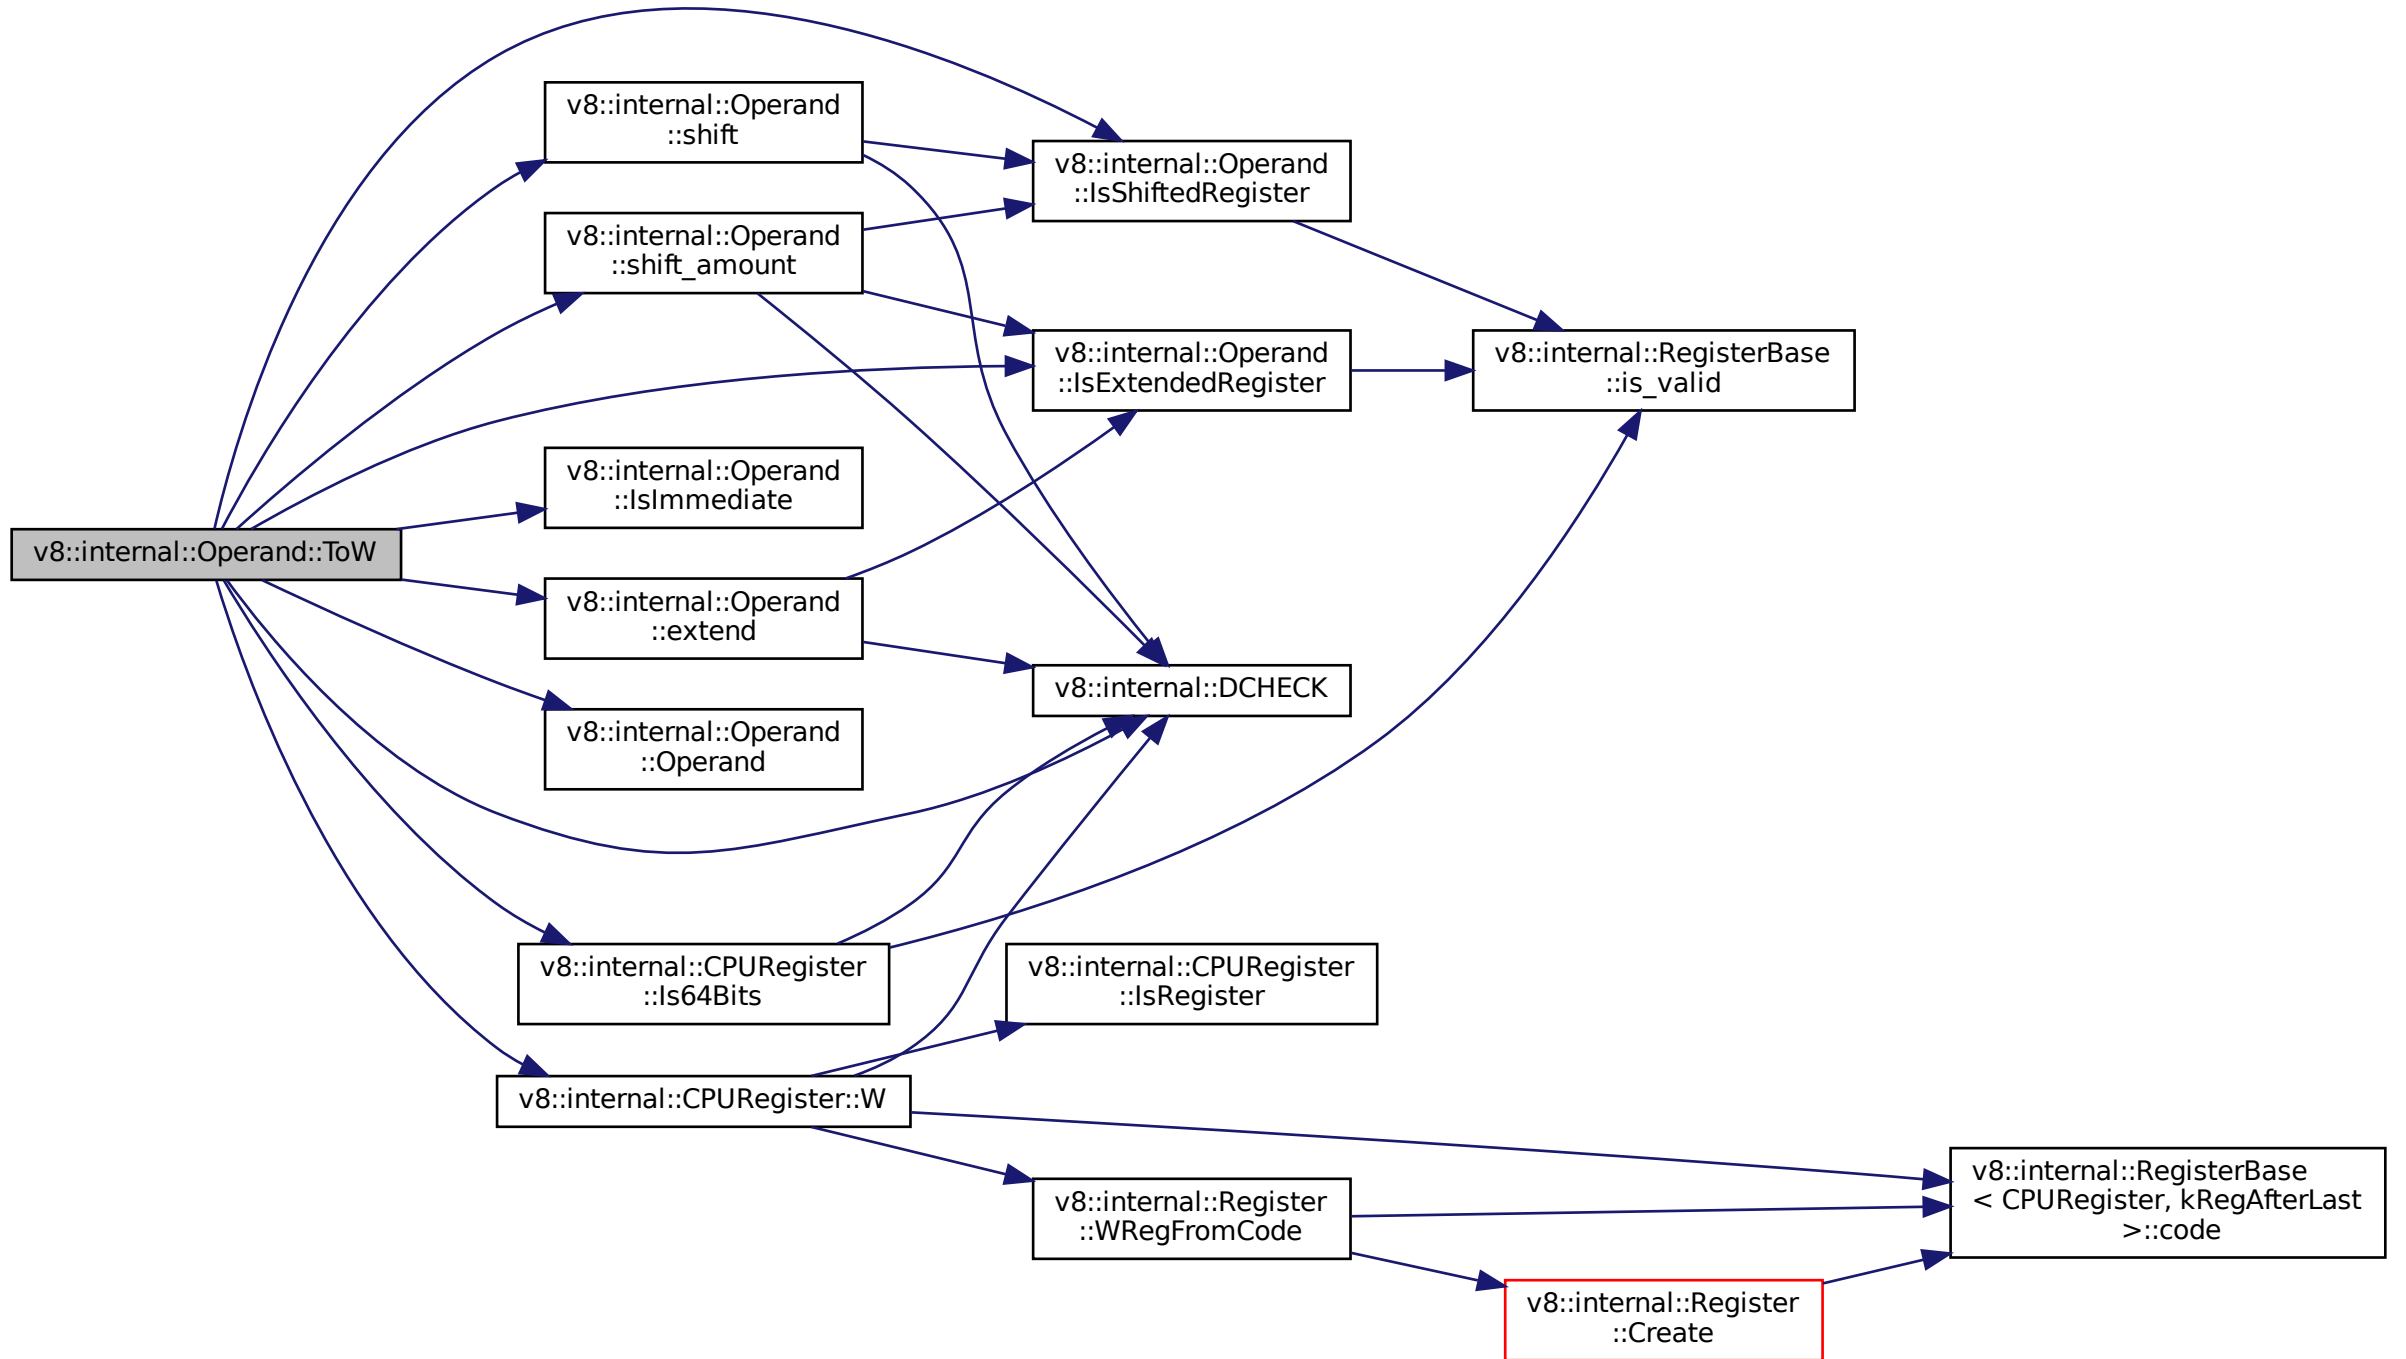 v8::internal::Operand::ToW
v8::internal::Operand
::shift
v8::internal::Operand
::shift_amount
v8::internal::Operand
::IsImmediate
v8::internal::Operand
::extend
v8::internal::Operand
::Operand
v8::internal::CPURegister
::Is64Bits
v8::internal::CPURegister::W
v8::internal::Operand
::IsShiftedRegister
v8::internal::Operand
::IsExtendedRegister
v8::internal::DCHECK
v8::internal::CPURegister
::IsRegister
v8::internal::Register
::WRegFromCode
v8::internal::RegisterBase
::is_valid
v8::internal::Register
::Create
v8::internal::RegisterBase
< CPURegister, kRegAfterLast
>::code